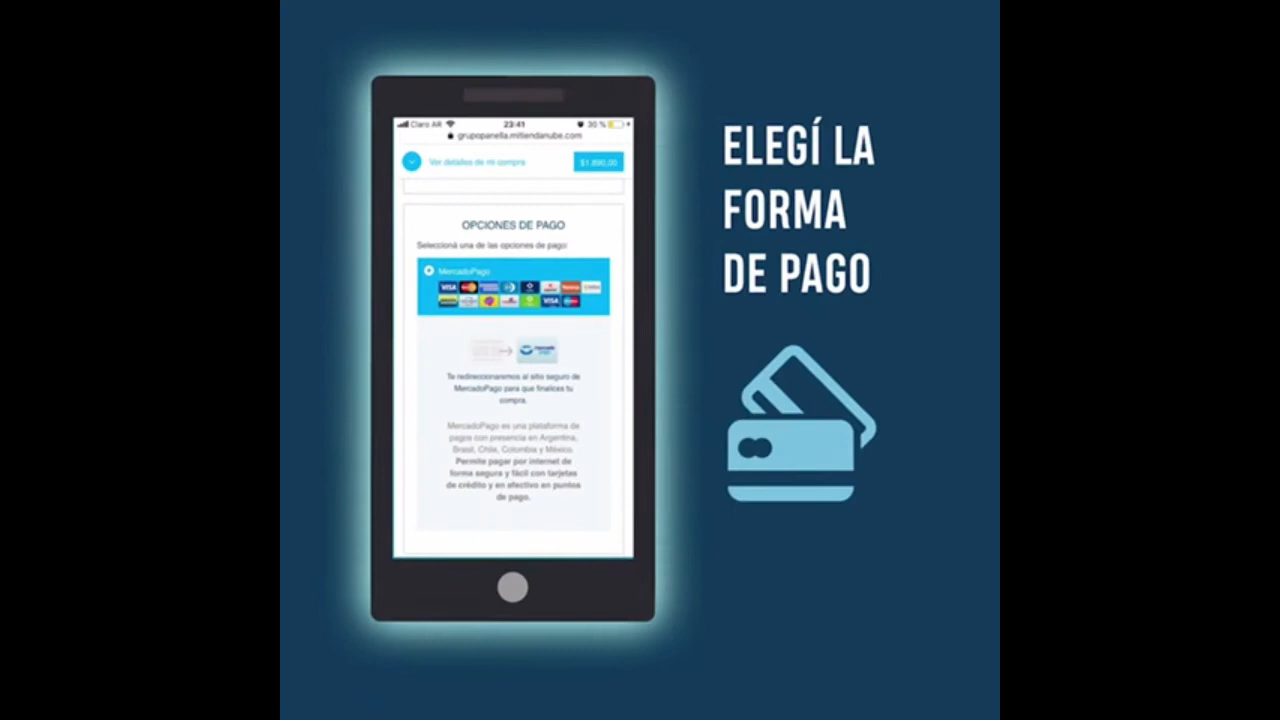 Claro AR
23:41
30 %
grupopanella.mitiendanube.com
Ver detalles de mi compra
$1.890,00
OPCIONES DE PAGO
Seleccioná una de las opciones de pago:
MercadoPago
VISA
VISA
mercado
Te redireccionaremos al sitio seguro de
MercadoPago para que finalices tu
compra.
MercadoPago es una plataforma de
pagos con presencia en Argentina,
Brasil, Chile, Colombia y México.
Permite pagar por internet de
forma segura y fácil con tarjetas
de crédito y en efectivo en puntos
de pago.
ELEGÍ LA
FORMA
DE PAGO